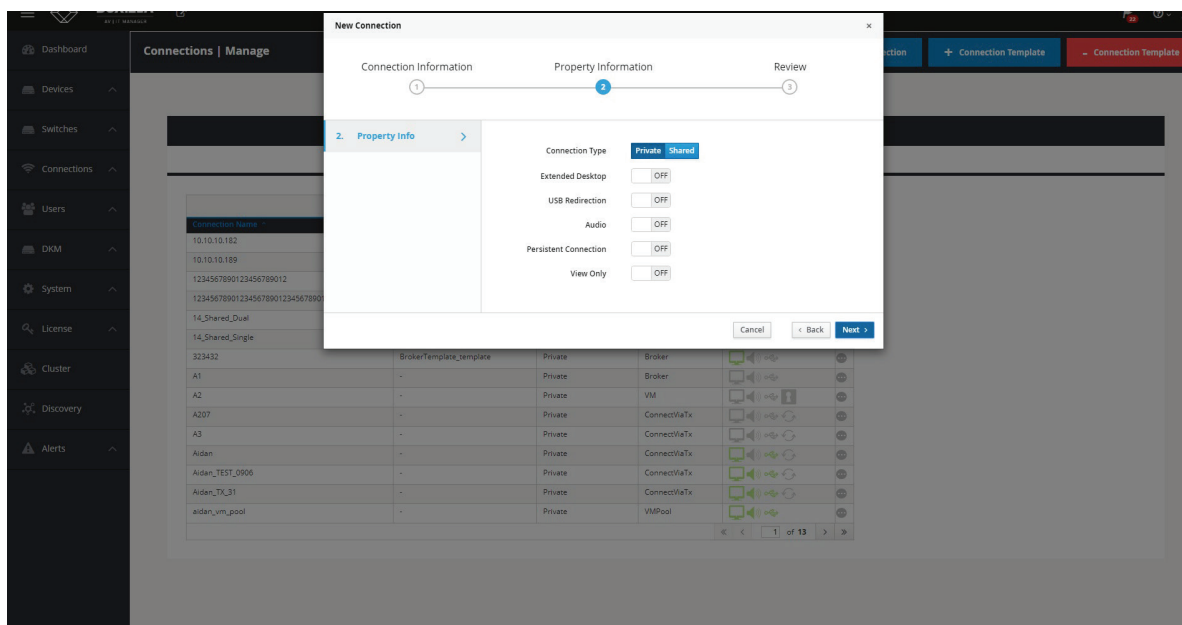 BY JIT MANAGER
22
Dashboard
Devices
Switches
Connections
Users
DKM
System
License
Cluster
Discovery
Alerts
Connections | Manage
+ Connection Template
- Connection Template
New Connection
×
Connection Information
Property Information
Review
1
2
3
2. Property Info
Connection Type Private Shared
Extended Desktop OFF
USB Redirection OFF
Audio OFF
Persistent Connection OFF
View Only OFF
Cancel
< Back
Next >
Connection Name
10.10.10.182
10.10.10.189
1234567890123456789012
14_Shared_Dual
14_Shared_Single
323432 BrokerTemplate_template Private Broker
A1 - Private Broker
A2 - Private VM
A207 - Private ConnectViaTx
A3 - Private ConnectViaTx
Aidan - Private ConnectViaTx
Aidan_TEST_0906 - Private ConnectViaTx
Aidan_TX_31 - Private ConnectViaTx
aidan_vm_pool - Private VMPool
1 of 13